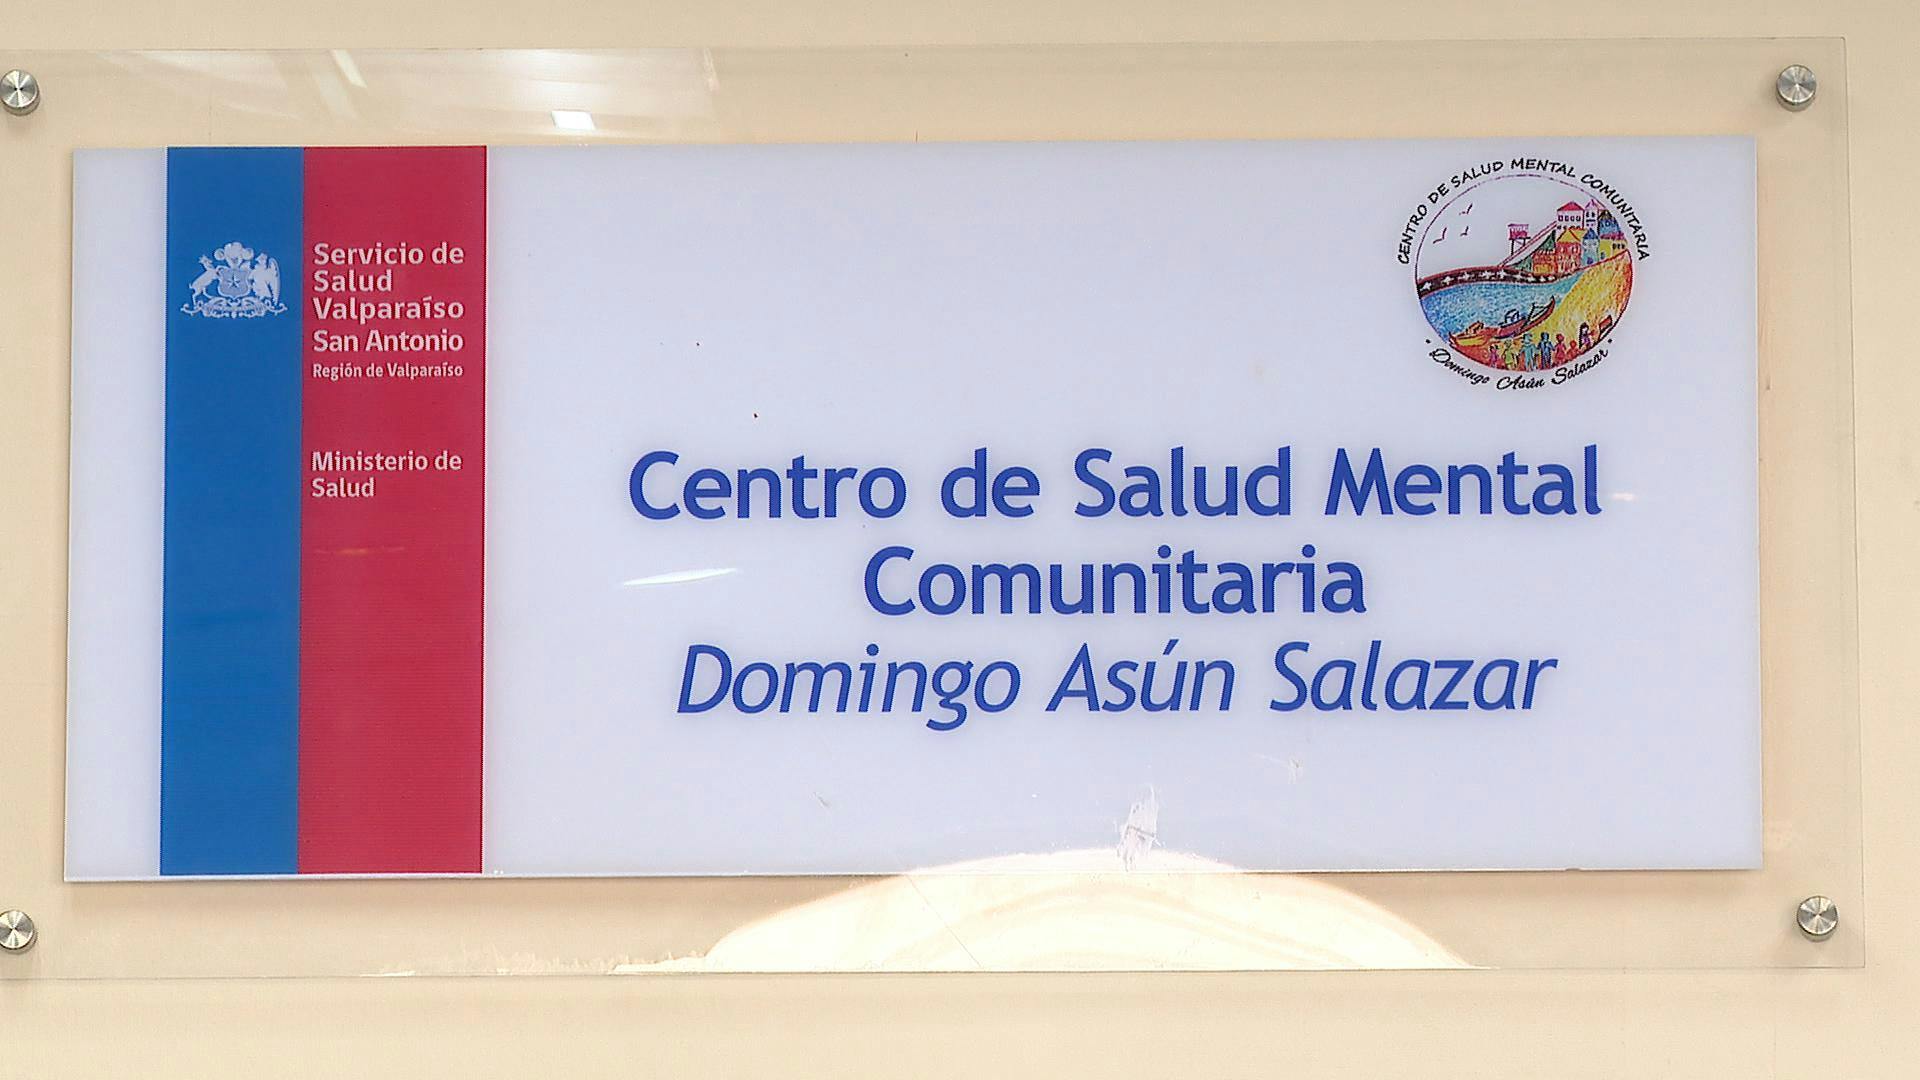 Servicio de
Salud
Valparaíso
San Antonio
Región de Valparaíso
Ministerio de
Salud
CENTRO DE SALUD MENTAL COMUNITARIA
"Domingo Asún Salazar"
Centro de Salud Mental
Comunitaria
Domingo Asún Salazar